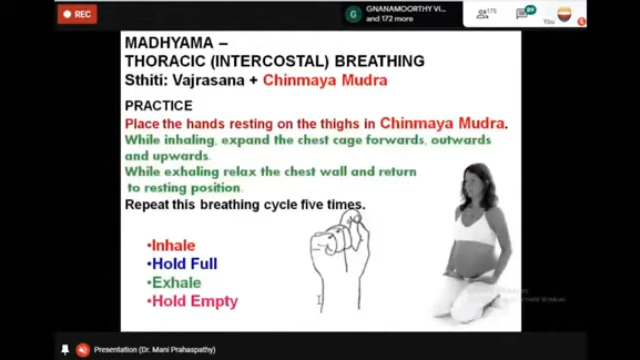 REC
GNANAMOORTHY VI...
and 172 more
175
89
You
MADHYAMA –
THORACIC (INTERCOSTAL) BREATHING
Sthiti: Vajrasana + Chinmaya Mudra
PRACTICE
Place the hands resting on the thighs in Chinmaya Mudra.
While inhaling, expand the chest cage forwards, outwards
and upwards.
While exhaling relax the chest wall and return
to resting position.
Repeat this breathing cycle five times.
•Inhale
•Hold Full
•Exhale
•Hold Empty
Presentation (Dr. Mani Prahaspathy)